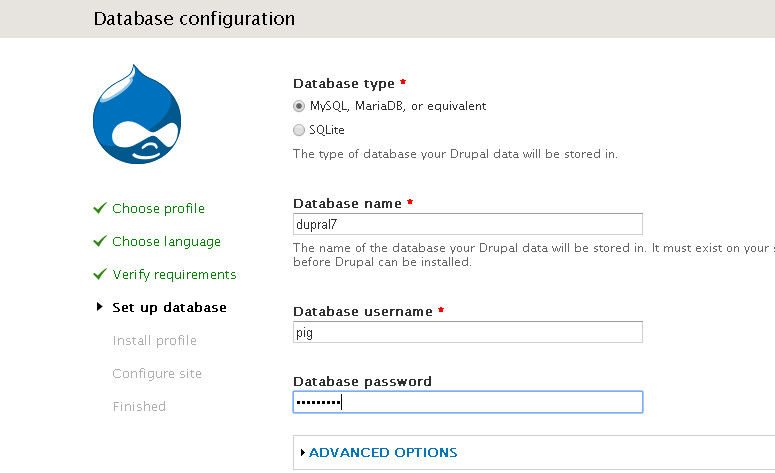 Database configuration
Database type *
MySQL, MariaDB, or equivalent
SQLite
The type of database your Drupal data will be stored in.
Database name *
dupral7
The name of the database your Drupal data will be stored in. It must exist on your s
before Drupal can be installed.
Database username *
pig
Database password
•••••••••
ADVANCED OPTIONS
Choose profile
Choose language
Verify requirements
Set up database
Install profile
Configure site
Finished